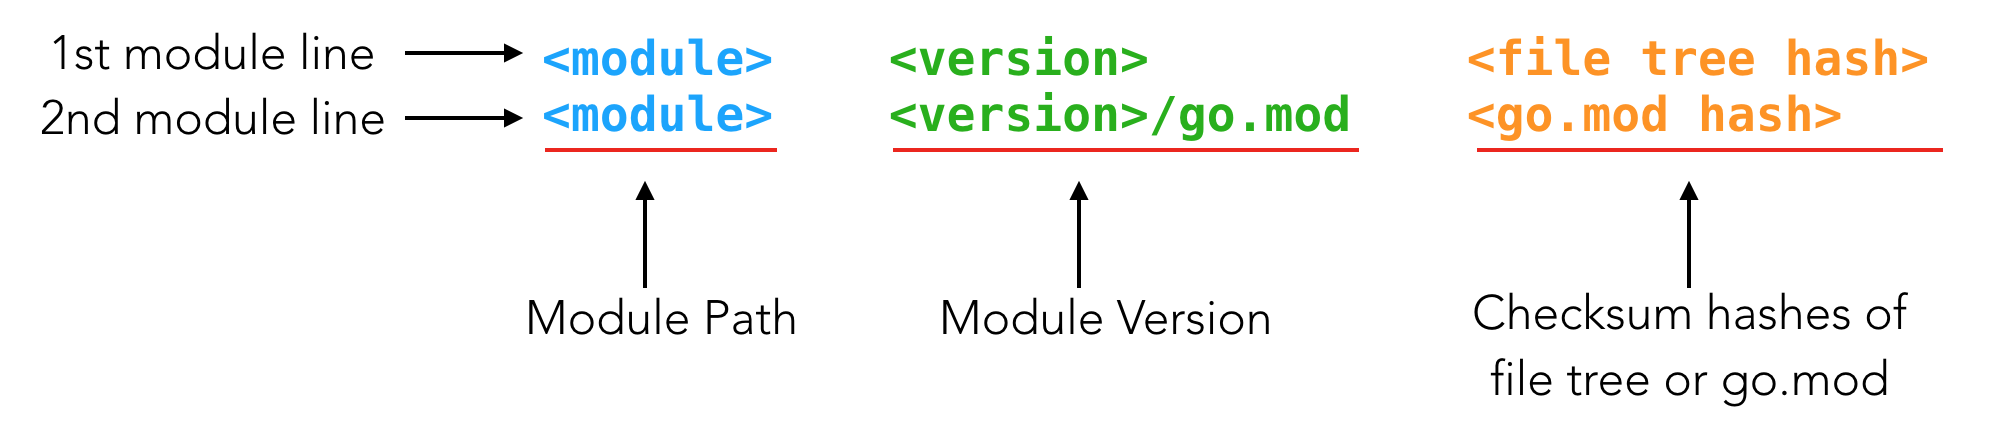 1st module line <module> <version> <file tree hash>
2nd module line <module> <version>/go.mod <go.mod hash>
Module Path Module Version Checksum hashes of
file tree or go.mod